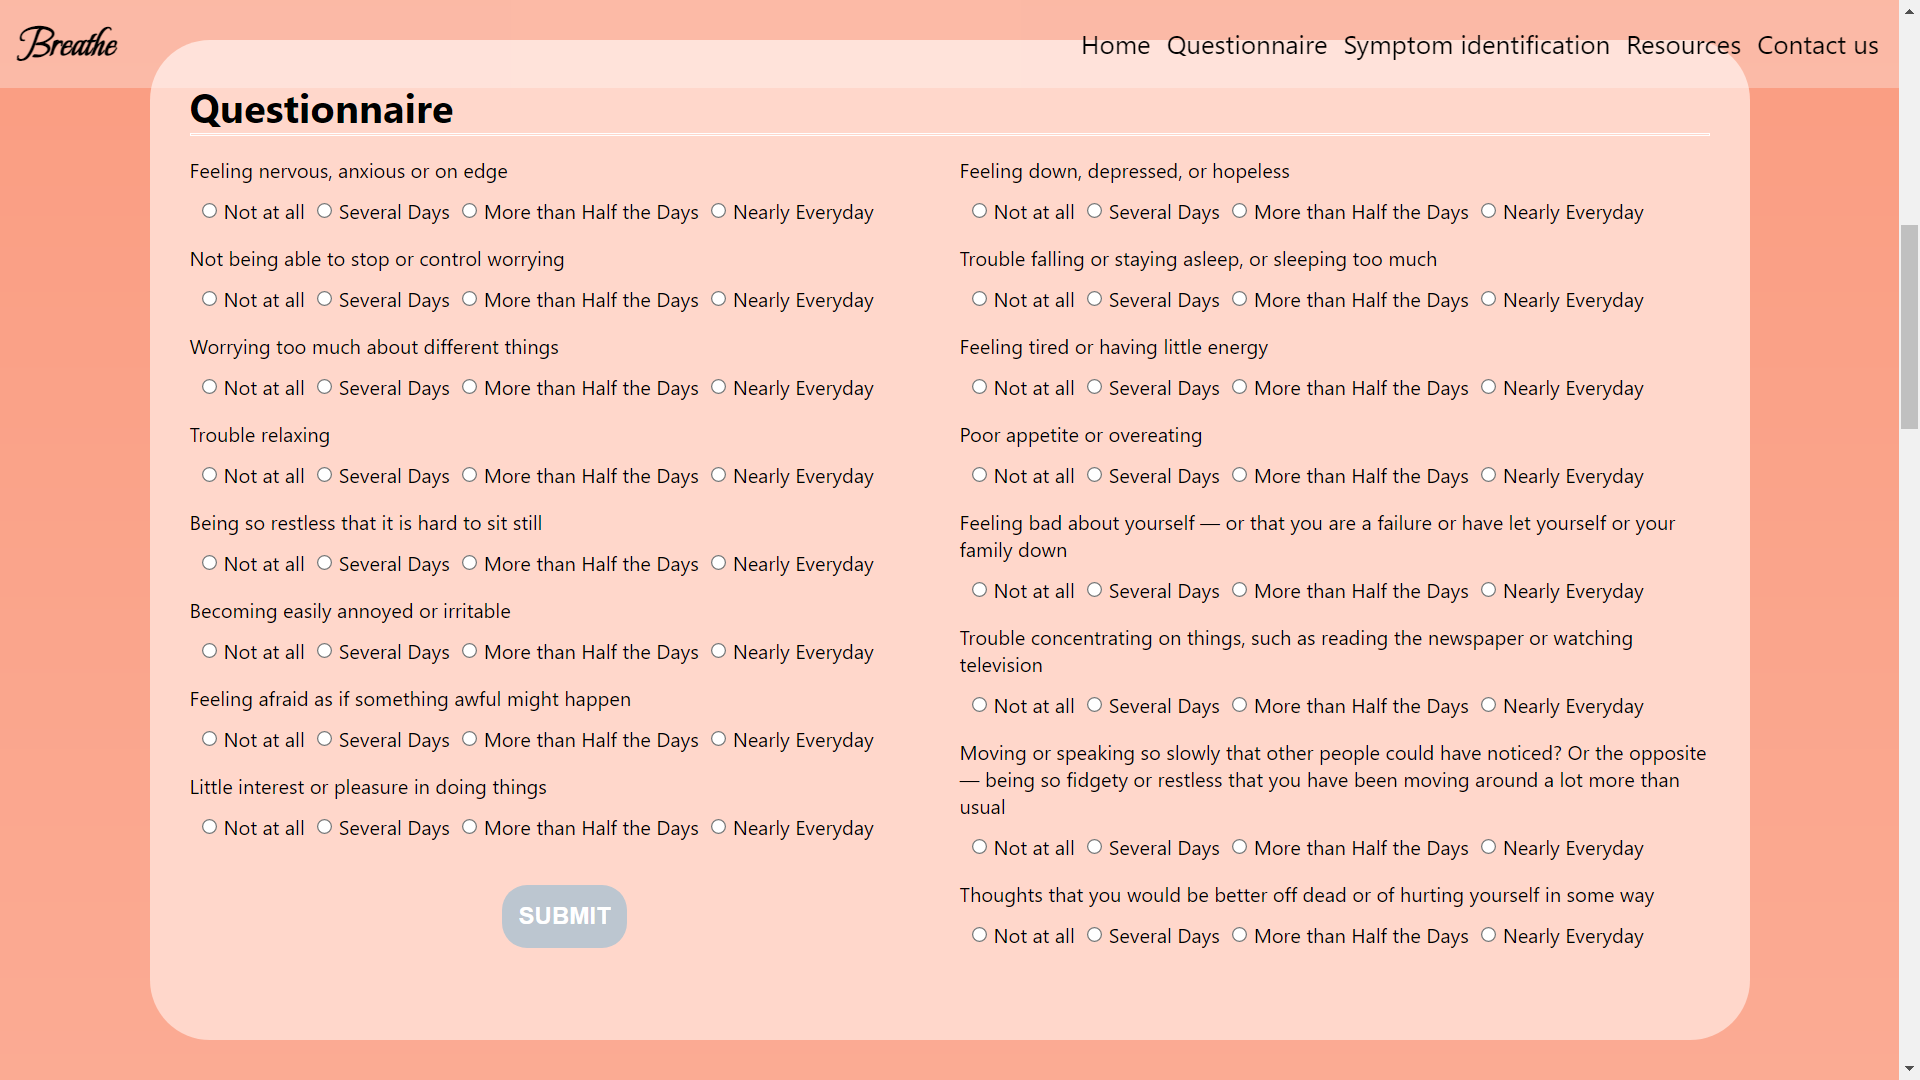 Breathe
Home Questionnaire Symptom identification Resources Contact us
Questionnaire
Feeling nervous, anxious or on edge
Not at all Several Days More than Half the Days Nearly Everyday
Not being able to stop or control worrying
Not at all Several Days More than Half the Days Nearly Everyday
Worrying too much about different things
Not at all Several Days More than Half the Days Nearly Everyday
Trouble relaxing
Not at all Several Days More than Half the Days Nearly Everyday
Being so restless that it is hard to sit still
Not at all Several Days More than Half the Days Nearly Everyday
Becoming easily annoyed or irritable
Not at all Several Days More than Half the Days Nearly Everyday
Feeling afraid as if something awful might happen
Not at all Several Days More than Half the Days Nearly Everyday
Little interest or pleasure in doing things
Not at all Several Days More than Half the Days Nearly Everyday
SUBMIT
Feeling down, depressed, or hopeless
Not at all Several Days More than Half the Days Nearly Everyday
Trouble falling or staying asleep, or sleeping too much
Not at all Several Days More than Half the Days Nearly Everyday
Feeling tired or having little energy
Not at all Several Days More than Half the Days Nearly Everyday
Poor appetite or overeating
Not at all Several Days More than Half the Days Nearly Everyday
Feeling bad about yourself — or that you are a failure or have let yourself or your
family down
Not at all Several Days More than Half the Days Nearly Everyday
Trouble concentrating on things, such as reading the newspaper or watching
television
Not at all Several Days More than Half the Days Nearly Everyday
Moving or speaking so slowly that other people could have noticed? Or the opposite
— being so fidgety or restless that you have been moving around a lot more than
usual
Not at all Several Days More than Half the Days Nearly Everyday
Thoughts that you would be better off dead or of hurting yourself in some way
Not at all Several Days More than Half the Days Nearly Everyday